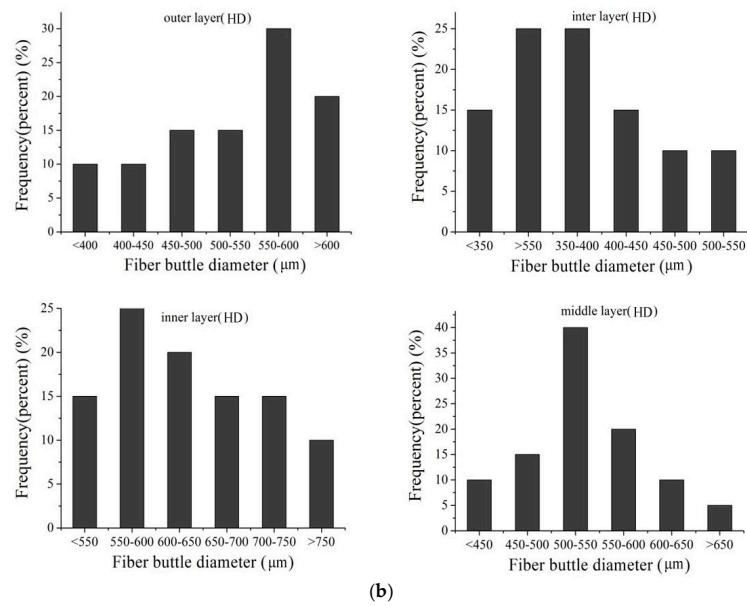 outer layer(HD)
Frequency(percent) (%)
30
25
20
15
10
5
0
<400 400-450 450-500 500-550 550-600 >600
Fiber buttle diameter (μm)
inter layer(HD)
Frequency(percent) (%)
25
20
15
10
5
0
<350 >550 350-400 400-450 450-500 500-550
Fiber buttle diameter (μm)
inner layer(HD)
Frequency(percent) (%)
25
20
15
10
5
0
<550 550-600 600-650 650-700 700-750 >750
Fiber buttle diameter (μm)
middle layer(HD)
Frequency(percent) (%)
40
35
30
25
20
15
10
5
0
<450 450-500 500-550 550-600 600-650 >650
Fiber buttle diameter (μm)
(b)